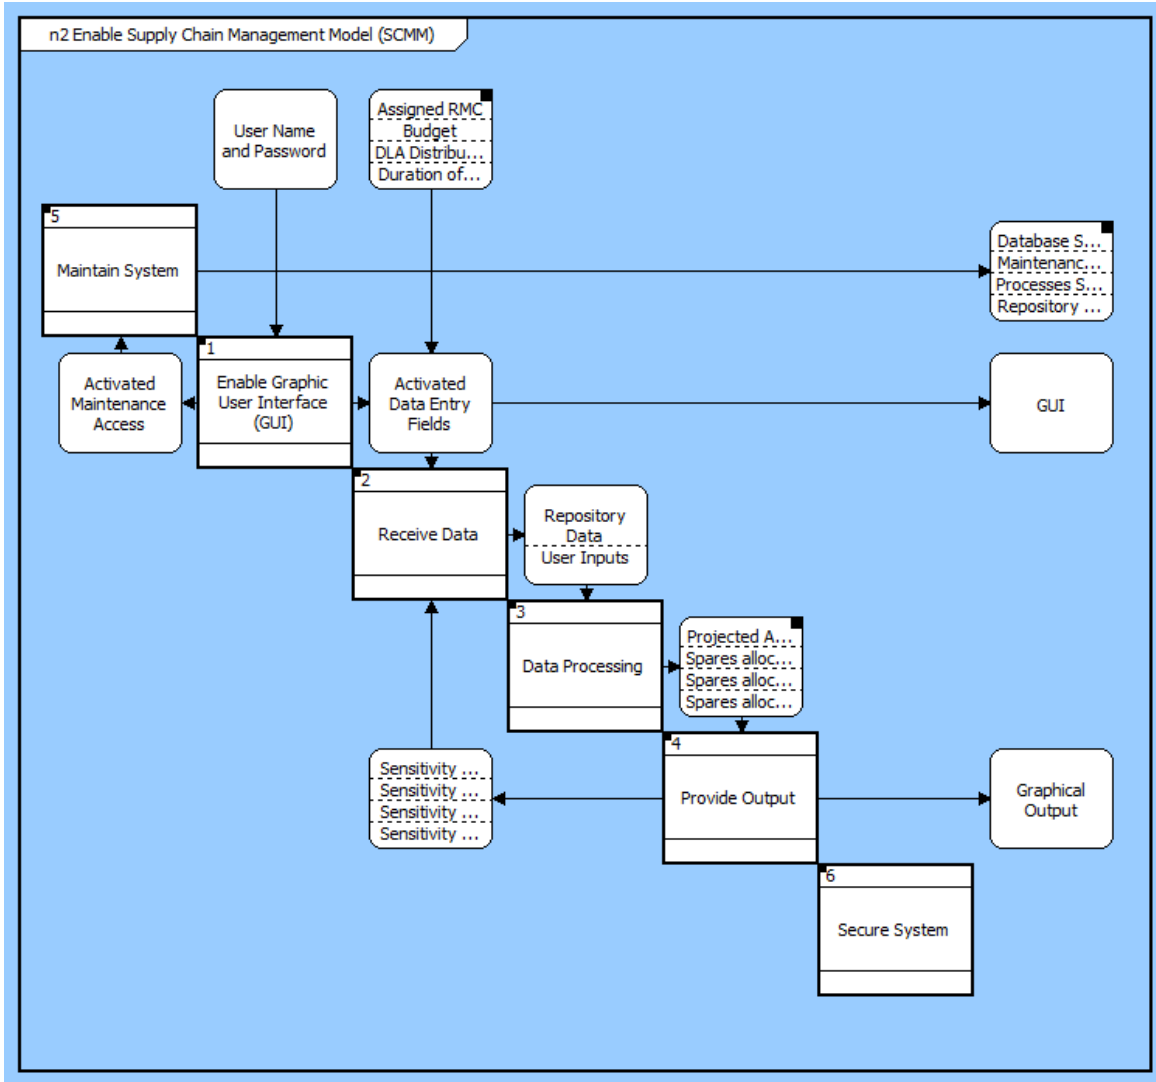 n2 Enable Supply Chain Management Model (SCMM)
User Name
and Password
Assigned RMC
Budget
DLA Distribu...
Duration of...
5
Maintain System
Database S...
Maintenanc...
Processes S...
Repository ...
Activated
Maintenance
Access
1
Enable Graphic
User Interface
(GUI)
Activated
Data Entry
Fields
GUI
2
Receive Data
Repository
Data
User Inputs
3
Data Processing
Projected A...
Spares alloc...
Spares alloc...
Spares alloc...
Sensitivity ...
Sensitivity ...
Sensitivity ...
Sensitivity ...
4
Provide Output
Graphical
Output
6
Secure System